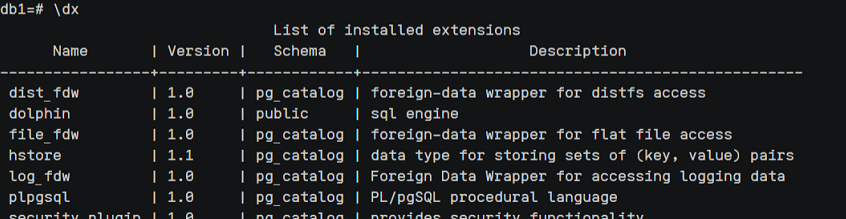 db1=# \dx
List of installed extensions
Name | Version | Schema | Description
-----------------+---------+------------+---------------------------------------------------
dist_fdw | 1.0 | pg_catalog | foreign-data wrapper for distfs access
dolphin | 1.0 | public | sql engine
file_fdw | 1.0 | pg_catalog | foreign-data wrapper for flat file access
hstore | 1.1 | pg_catalog | data type for storing sets of (key, value) pairs
log_fdw | 1.0 | pg_catalog | Foreign Data Wrapper for accessing logging data
plpgsql | 1.0 | pg_catalog | PL/pgSQL procedural language
security_plugin | 1.0 | pg_catalog | provides security functionality